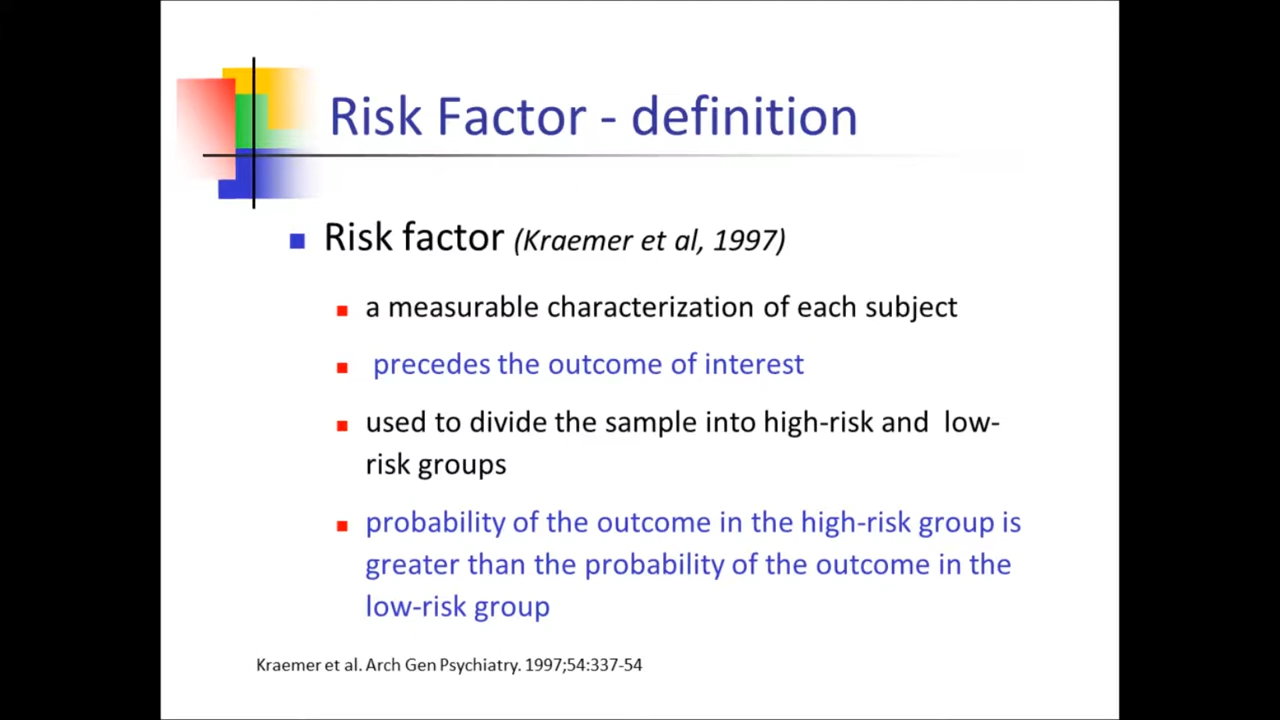 Risk Factor - definition
Risk factor (Kraemer et al, 1997)
a measurable characterization of each subject
precedes the outcome of interest
used to divide the sample into high-risk and low-
risk groups
probability of the outcome in the high-risk group is
greater than the probability of the outcome in the
low-risk group
Kraemer et al. Arch Gen Psychiatry. 1997;54:337-54